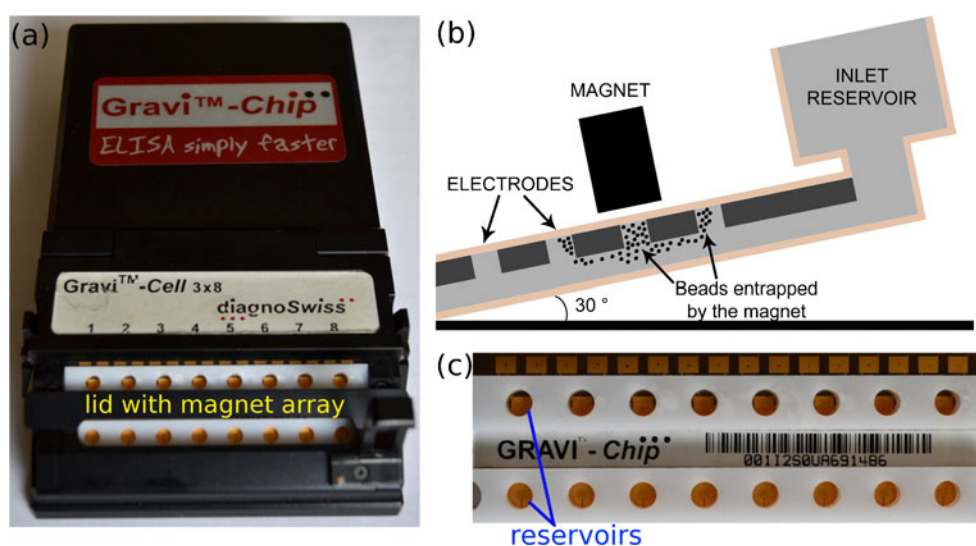 (a)
Gravi™-Chip
ELISA simply faster
Gravi™-Cell 3x8
diagnoSwiss
1 2 3 4 5 6 7 8
lid with magnet array
(b)
MAGNET
INLET
RESERVOIR
ELECTRODES
Beads entrapped
by the magnet
30 °
(c)
GRAVI™-Chip
001I2S0UA691486
reservoirs